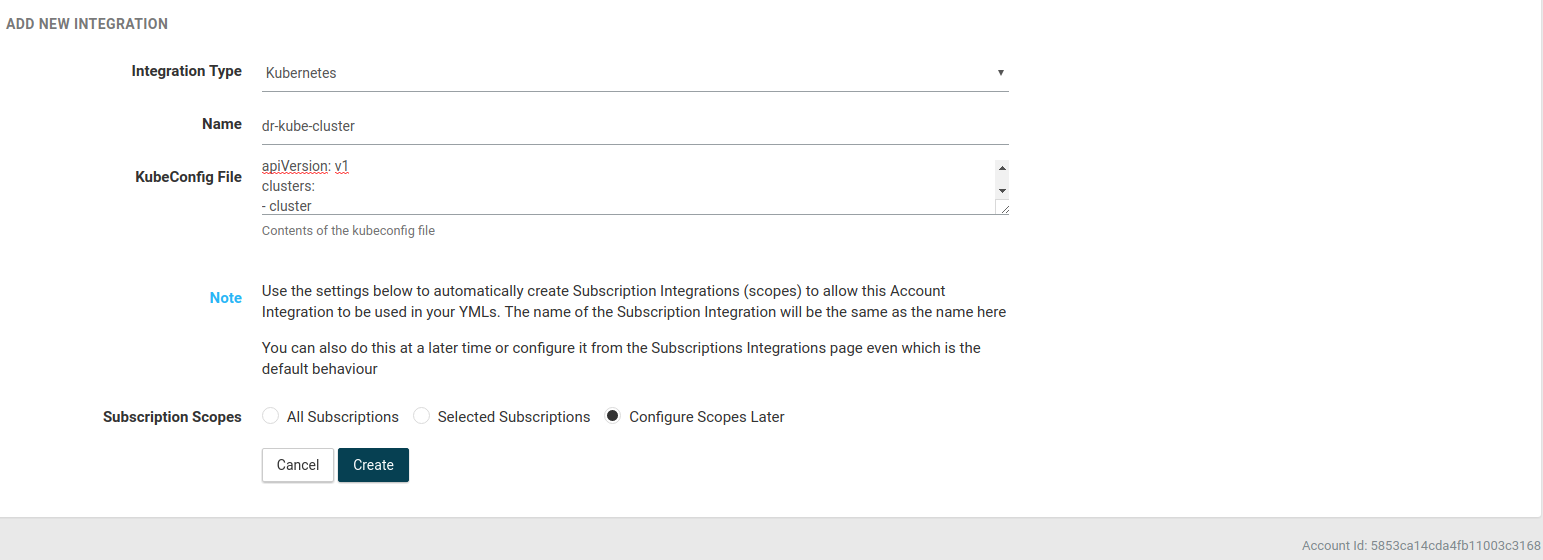 ADD NEW INTEGRATION
Integration Type Kubernetes
Name dr-kube-cluster
KubeConfig File apiVersion: v1
clusters:
- cluster
Contents of the kubeconfig file
Note Use the settings below to automatically create Subscription Integrations (scopes) to allow this Account
Integration to be used in your YMLs. The name of the Subscription Integration will be the same as the name here
You can also do this at a later time or configure it from the Subscriptions Integrations page even which is the
default behaviour
Subscription Scopes All Subscriptions Selected Subscriptions Configure Scopes Later
Cancel Create
Account Id: 5853ca14cda4fb11003c3168